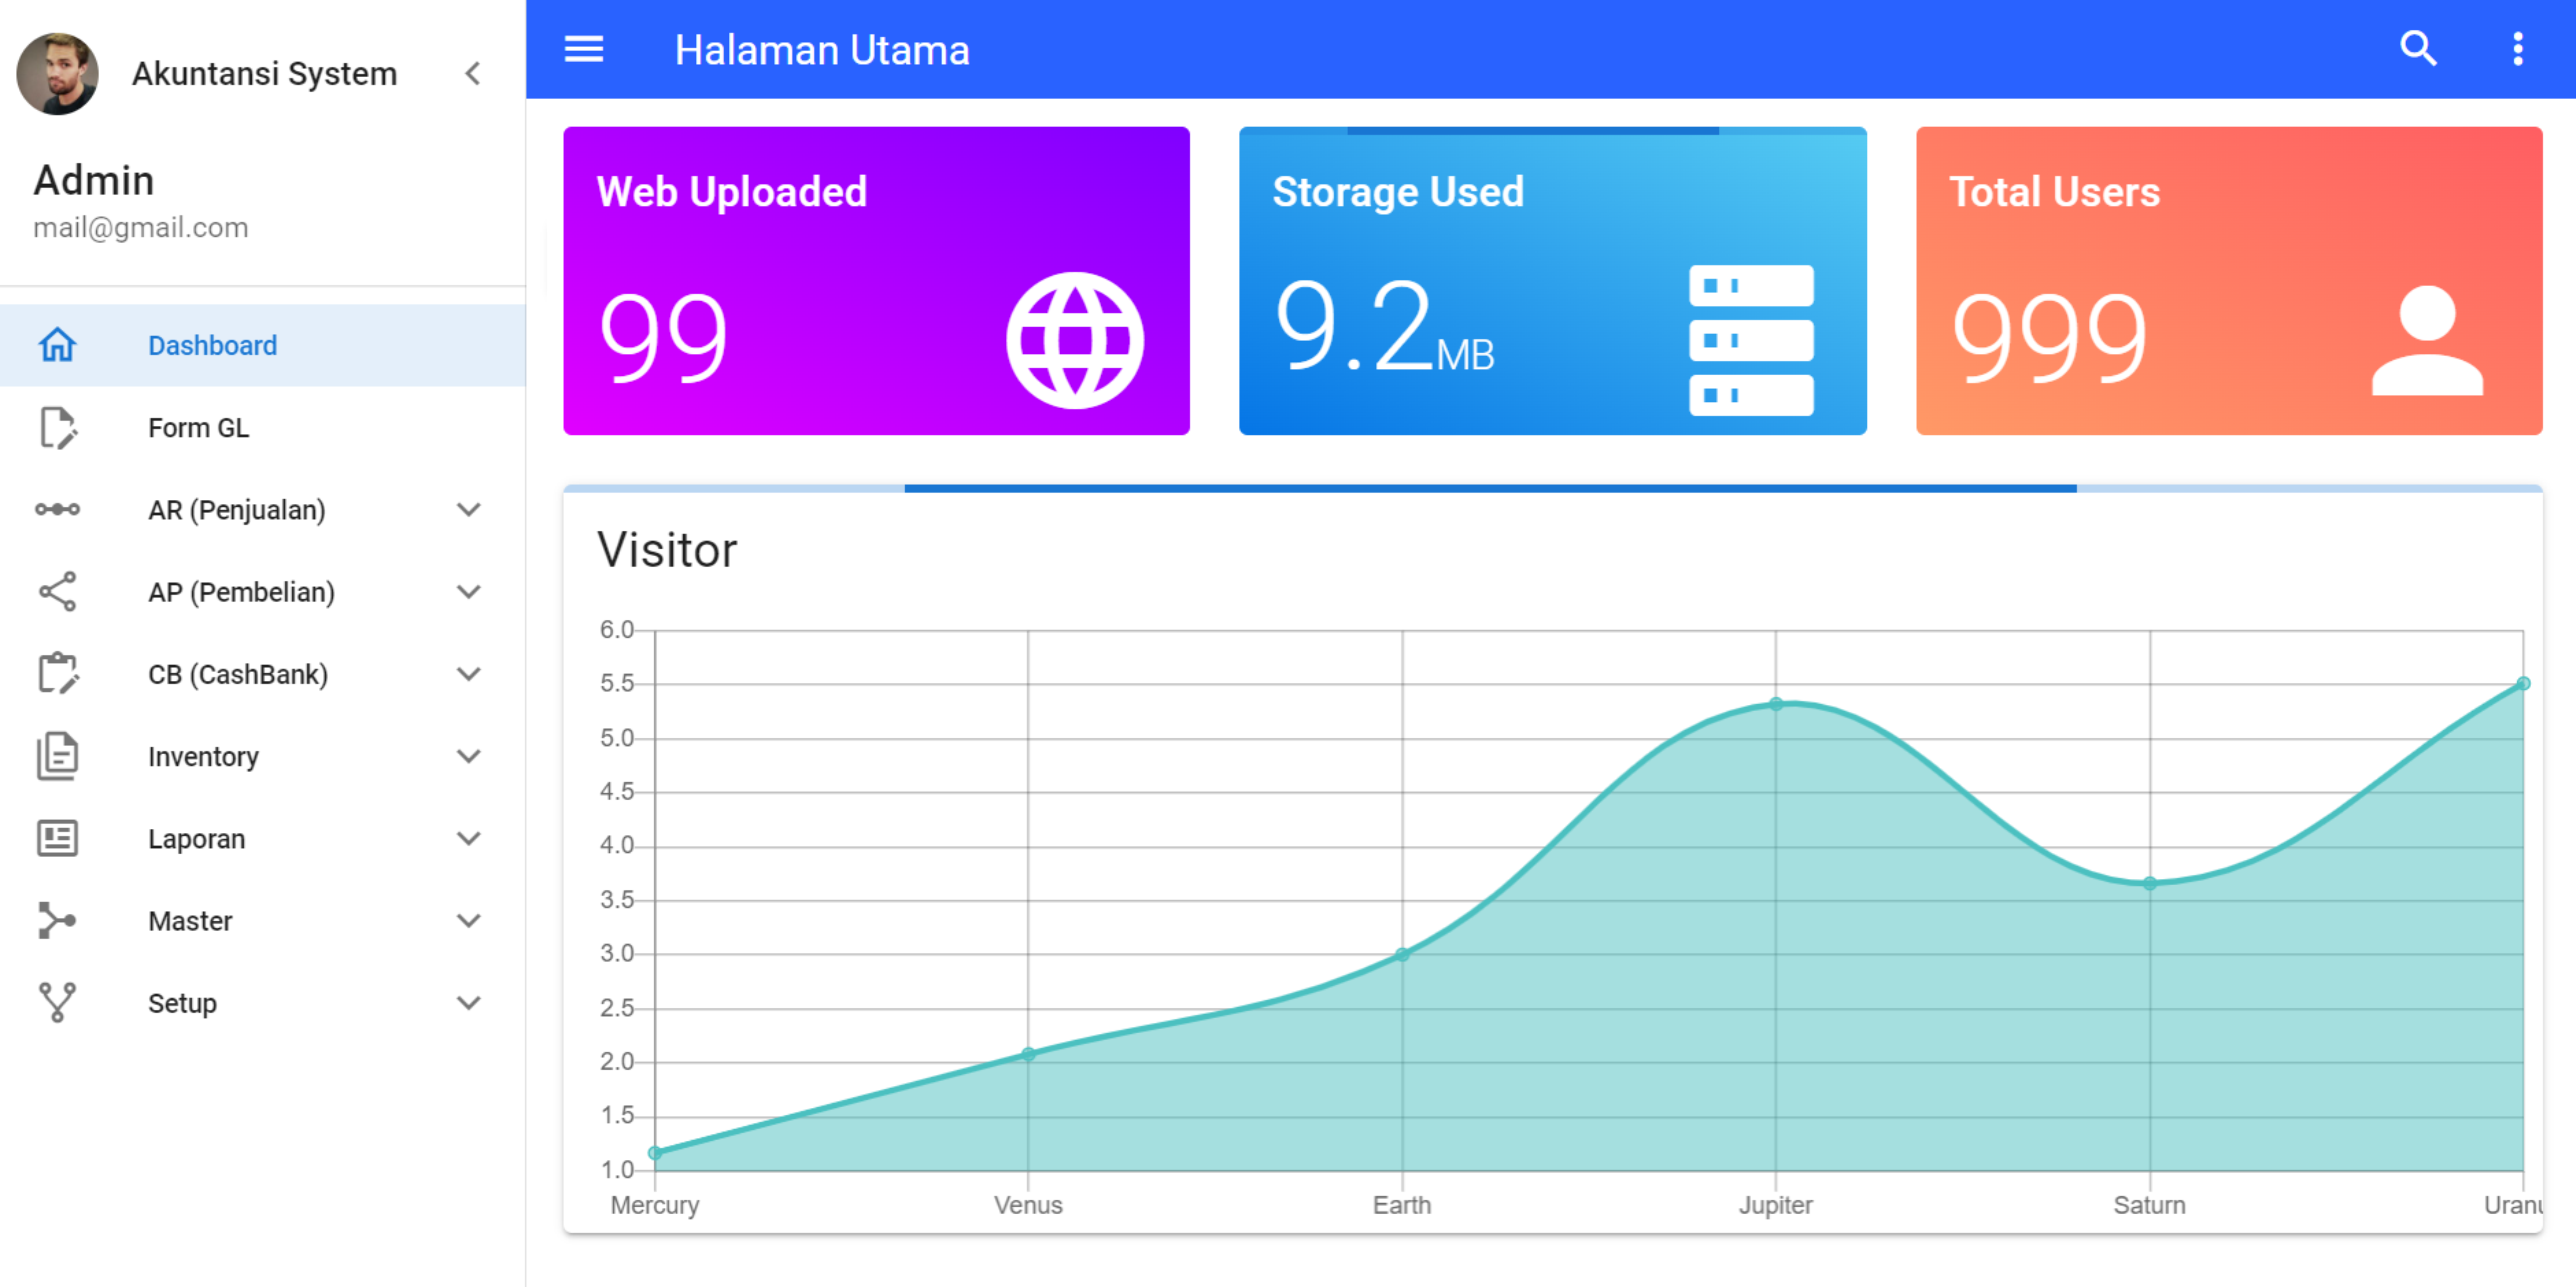 Akuntansi System
Admin
mail@gmail.com
Dashboard
Form GL
AR (Penjualan)
AP (Pembelian)
CB (CashBank)
Inventory
Laporan
Master
Setup
Halaman Utama
Web Uploaded
99
Storage Used
9.2MB
Total Users
999
Visitor
6.0
5.5
5.0
4.5
4.0
3.5
3.0
2.5
2.0
1.5
1.0
Mercury Venus Earth Jupiter Saturn Uranu